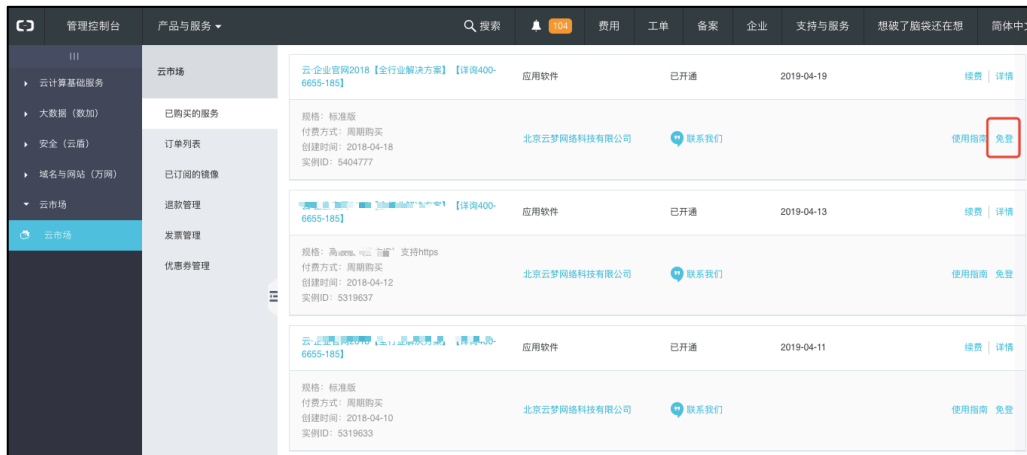 管理控制台 产品与服务 搜索 104 费用 工单 备案 企业 支持与服务 想破了脑袋还在想 简体中文
云计算基础服务
大数据（数加）
安全（云盾）
域名与网站（万网）
云市场
云市场
云市场
已购买的服务
订单列表
已订阅的镜像
退款管理
发票管理
优惠券管理
云·企业官网2018【全行业解决方案】【详询400-
6655-185】
应用软件 已开通 2019-04-19 续费 详情
规格：标准版
付费方式：周期购买
创建时间：2018-04-18
实例ID：5404777
北京云梦网络科技有限公司 联系我们 使用指南 免登
【详询400-
6655-185】
应用软件 已开通 2019-04-13 续费 详情
规格： 支持https
付费方式：周期购买
创建时间：2018-04-12
实例ID：5319637
北京云梦网络科技有限公司 联系我们 使用指南 免登
6655-185】
应用软件 已开通 2019-04-11 续费 详情
规格：标准版
付费方式：周期购买
创建时间：2018-04-10
实例ID：5319633
北京云梦网络科技有限公司 联系我们 使用指南 免登